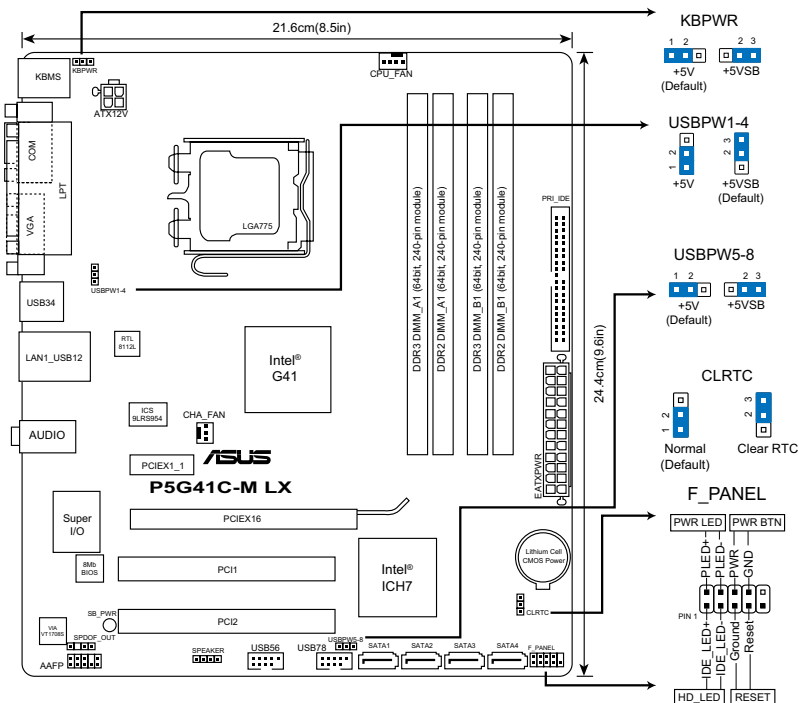 21.6cm(8.5in)
KBPWR
1 2
2 3
+5V
(Default)
+5VSB
KBMS
KBPWR
ATX12V
CPU_FAN
COM
LPT
VGA
LGA775
USBPW1-4
DDR3 DIMM_A1 (64bit, 240-pin module)
DDR2 DIMM_A1 (64bit, 240-pin module)
DDR3 DIMM_B1 (64bit, 240-pin module)
DDR2 DIMM_B1 (64bit, 240-pin module)
PRI_IDE
24.4cm(9.6in)
EATXPWR
USBPW1-4
1 2
2 3
+5V
+5VSB
(Default)
USBPW5-8
1 2
2 3
+5V
(Default)
+5VSB
USB34
LAN1_USB12
AUDIO
RTL
8112L
Intel®
G41
ICS
9LRS954
CHA_FAN
PCIEX1_1
ASUS
P5G41C-M LX
CLRTC
1 2
2 3
Normal
(Default)
Clear RTC
Super
I/O
PCIEX16
8Mb
BIOS
PCI1
Intel®
ICH7
Lithium Cell
CMOS Power
CLRTC
VIA
VT1708S
SB_PWR
PCI2
SPDOF_OUT
AAFP
SPEAKER
USB56
USB78
USBPW5-8
SATA1
SATA2
SATA3
SATA4
F_PANEL
F_PANEL
PWR LED
PWR BTN
PLED+
PLED-
PWR
GND
PIN 1
IDE_LED+
IDE_LED-
Ground
Reset
HD_LED
RESET